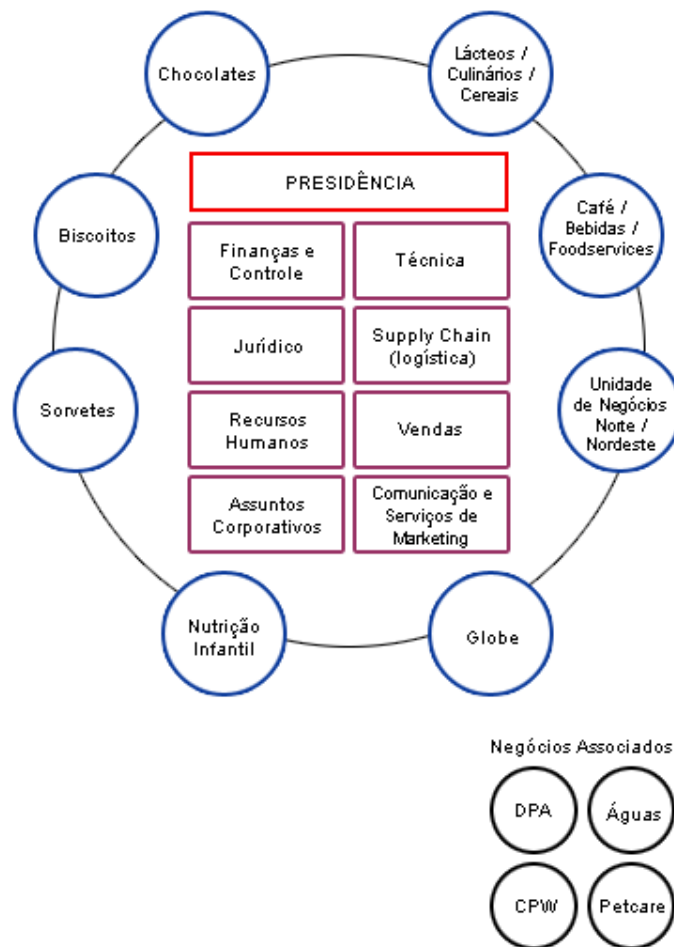 Chocolates
Lácteos /
Culinários /
Cereais
PRESIDÊNCIA
Biscoitos
Café /
Bebidas /
Foodservices
Finanças e
Controle
Técnica
Jurídico
Supply Chain
(logística)
Sorvetes
Unidade
de Negócios
Norte /
Nordeste
Recursos
Humanos
Vendas
Assuntos
Corporativos
Comunicação e
Serviços de
Marketing
Nutrição
Infantil
Globe
Negócios Associados
DPA
Águas
CPW
Petcare